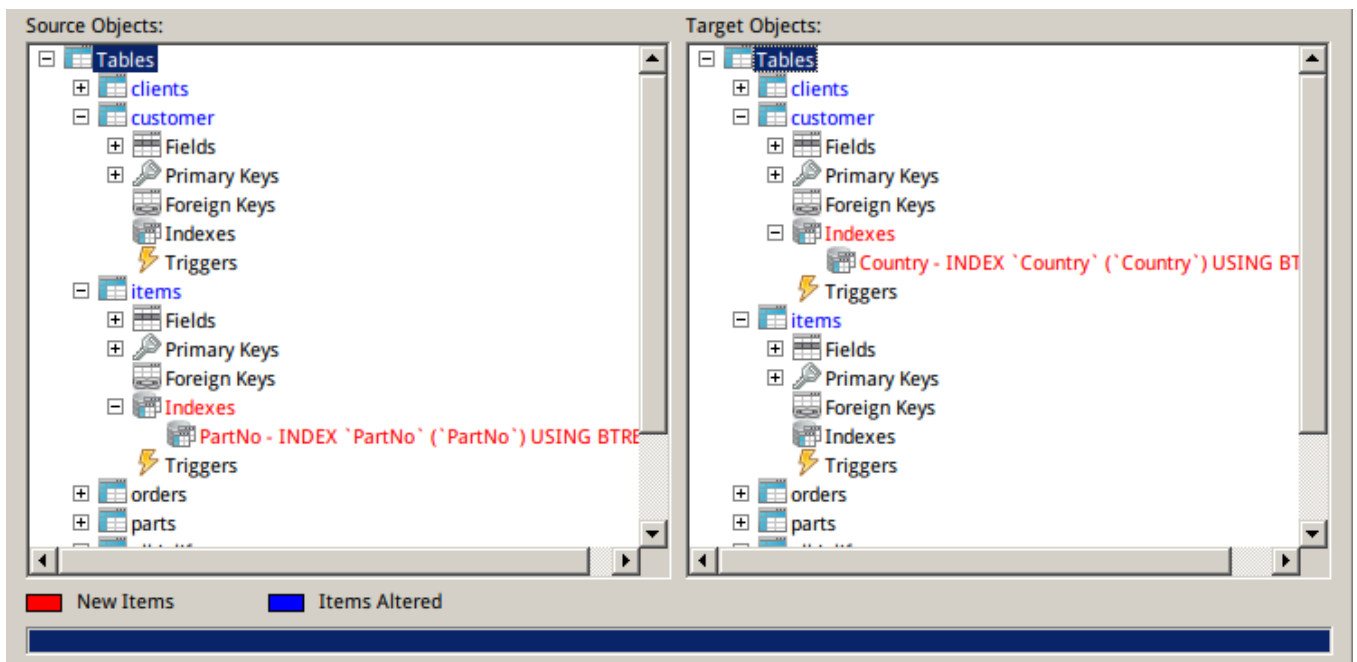 Source Objects:
Tables
clients
customer
Fields
Primary Keys
Foreign Keys
Indexes
Triggers
items
Fields
Primary Keys
Foreign Keys
Indexes
PartNo - INDEX `PartNo` (`PartNo`) USING BTRE
Triggers
orders
parts
Target Objects:
Tables
clients
customer
Fields
Primary Keys
Foreign Keys
Indexes
Country - INDEX `Country` (`Country`) USING BT
Triggers
items
Fields
Primary Keys
Foreign Keys
Indexes
Triggers
orders
parts
New Items
Items Altered